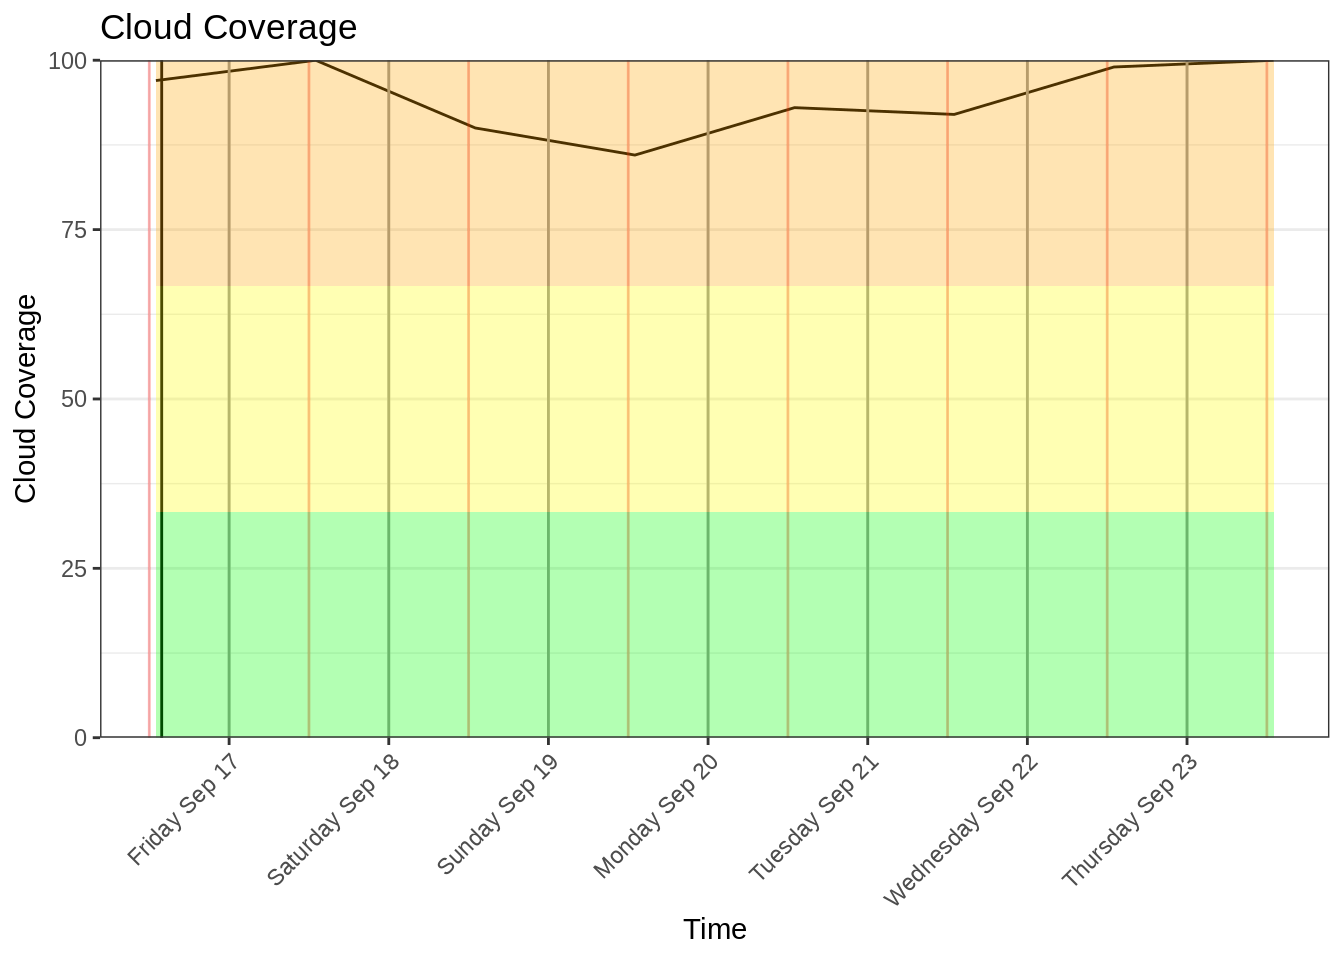 Cloud Coverage
100
75
50
25
0
Cloud Coverage
Friday Sep 17
Saturday Sep 18
Sunday Sep 19
Monday Sep 20
Tuesday Sep 21
Wednesday Sep 22
Thursday Sep 23
Time